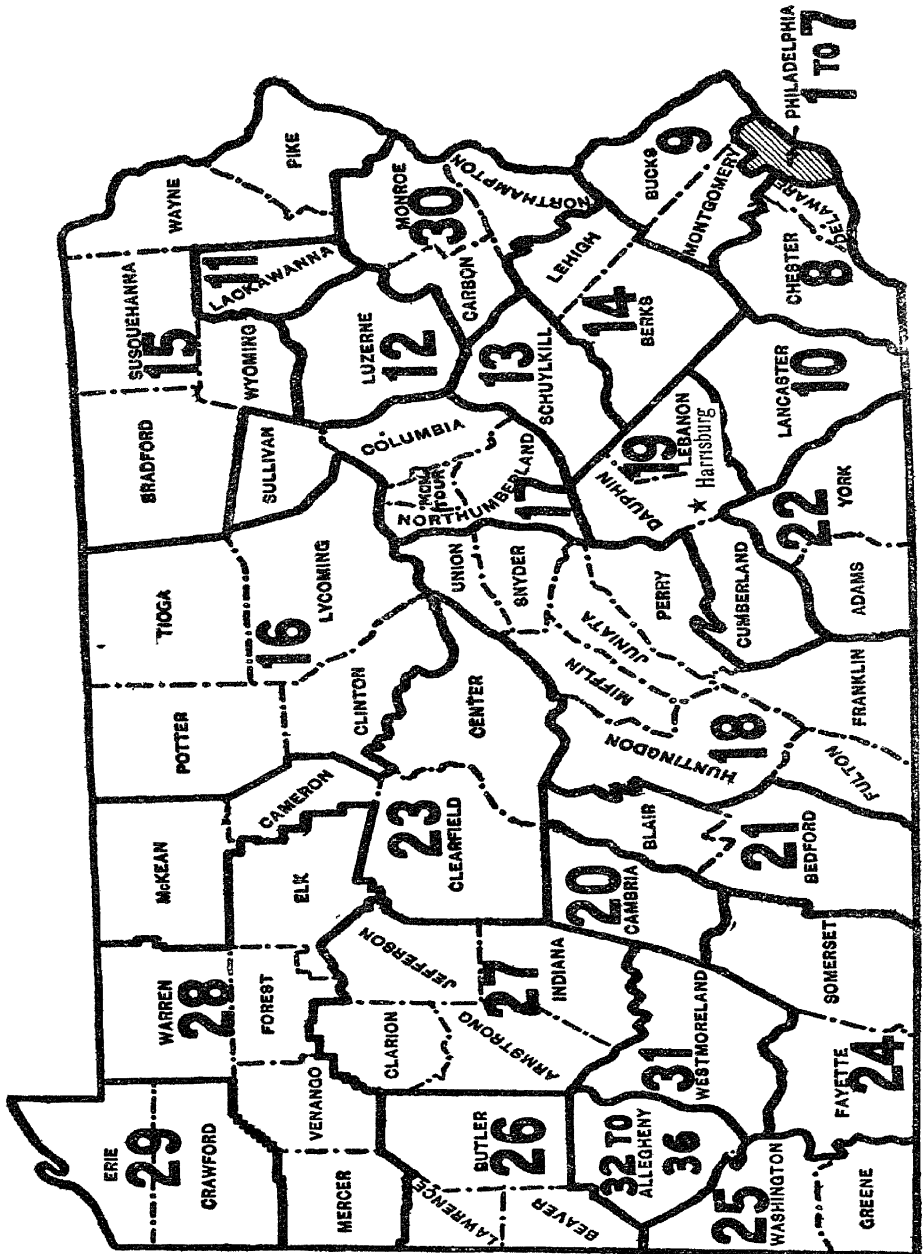 ERIE
29
CRAWFORD
WARREN
28
FOREST
McKEAN
ELK
CAMERON
POTTER
TIOGA
16
LYCOMING
CLINTON
BRADFORD
SULLIVAN
SUSQUEHANNA
15
WYOMING
WAYNE
PIKE
11
LACKAWANNA
MERCER
VENANGO
CLARION
JEFFERSON
23
CLEARFIELD
CENTER
UNION
SNYDER
COLUMBIA
MON-
TOUR
NORTHUMBERLAND
17
LUZERNE
12
MONROE
30
CARBON
NORTHAMPTON
LAWRENCE
BUTLER
26
BEAVER
ARMSTRONG
27
INDIANA
20
CAMBRIA
BLAIR
HUNTINGDON
18
MIFFLIN
JUNIATA
PERRY
13
SCHUYLKILL
LEHIGH
14
BERKS
32 TO
ALLEGHENY
36
31
WESTMORELAND
DAUPHIN
19
LEBANON
Harrisburg
CUMBERLAND
BUCKS
9
MONTGOMERY
25
WASHINGTON
GREENE
FAYETTE
24
SOMERSET
21
BEDFORD
FULTON
FRANKLIN
ADAMS
22
YORK
LANCASTER
10
CHESTER
8
DELAWARE
PHILADELPHIA
1 TO 7